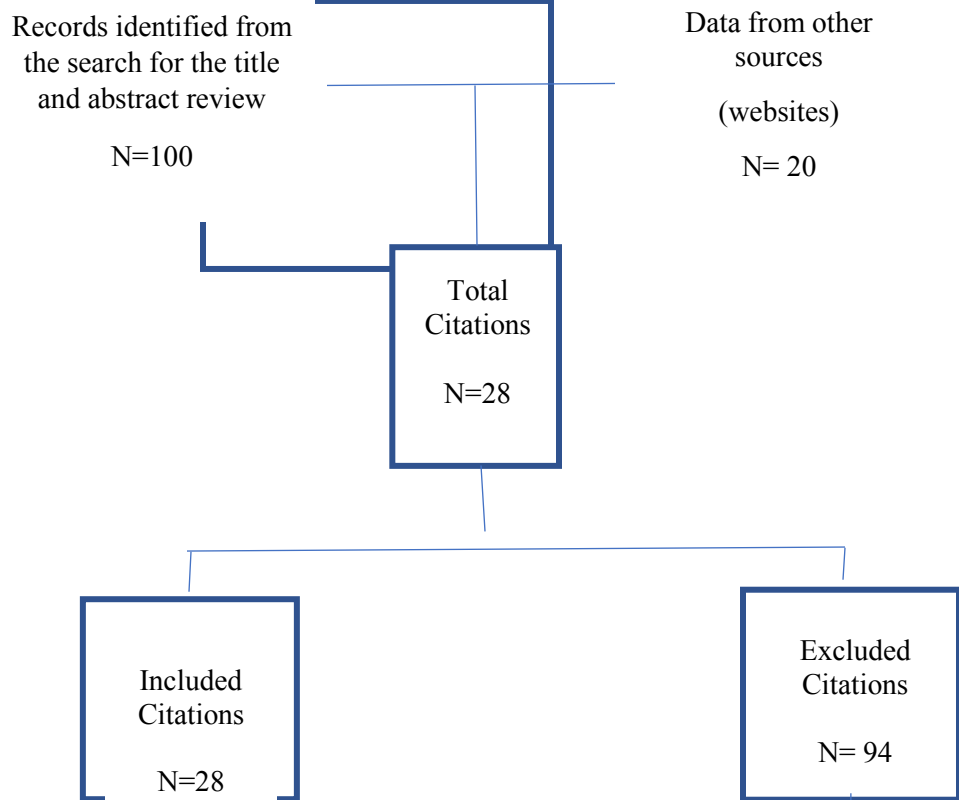 Records identified from
the search for the title
and abstract review
N=100
Data from other
sources
(websites)
N= 20
Total
Citations
N=28
Included
Citations
N=28
Excluded
Citations
N= 94